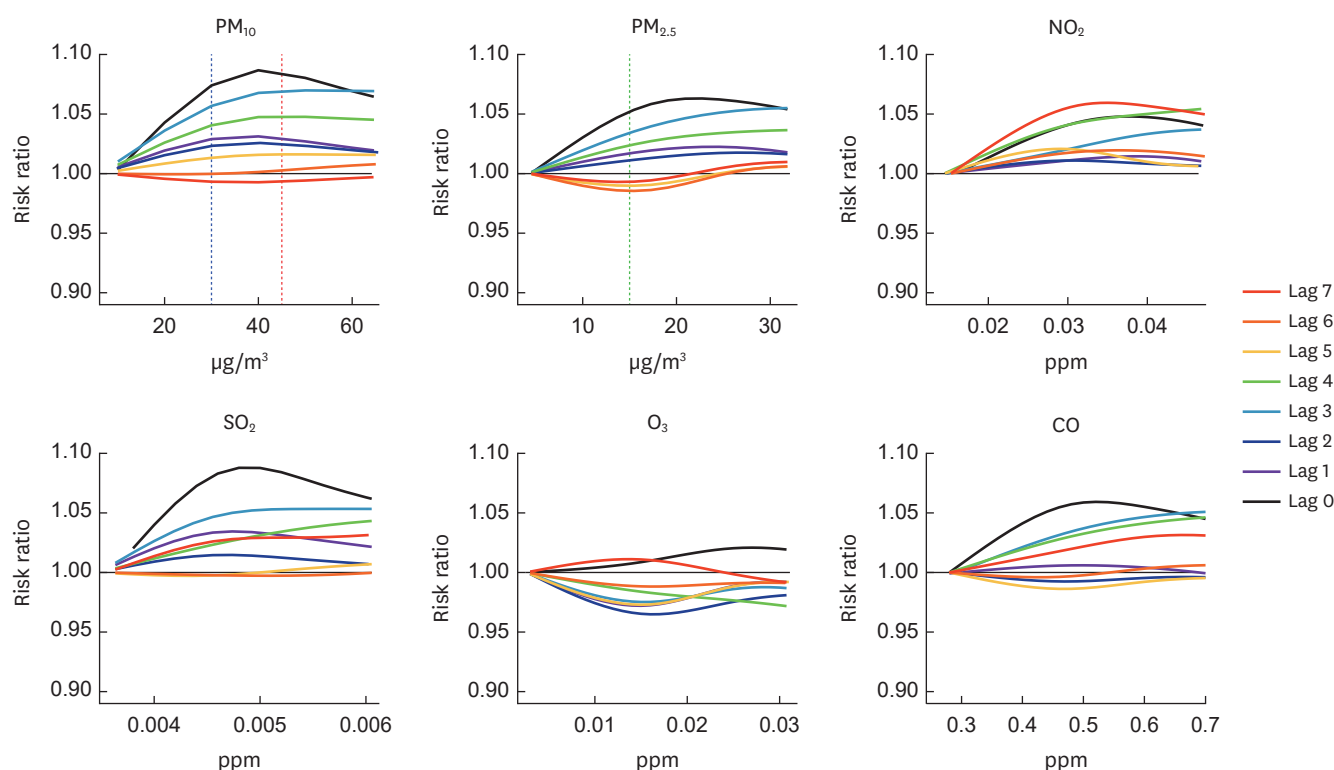 PM₁₀
1.10
1.05
1.00
0.95
0.90
Risk ratio
20 40 60
µg/m³
PM₂.₅
1.10
1.05
1.00
0.95
0.90
Risk ratio
10 20 30
µg/m³
NO₂
1.10
1.05
1.00
0.95
0.90
Risk ratio
0.02 0.03 0.04
ppm
SO₂
1.10
1.05
1.00
0.95
0.90
Risk ratio
0.004 0.005 0.006
ppm
O₃
1.10
1.05
1.00
0.95
0.90
Risk ratio
0.01 0.02 0.03
ppm
CO
1.10
1.05
1.00
0.95
0.90
Risk ratio
0.3 0.4 0.5 0.6 0.7
ppm
Lag 7
Lag 6
Lag 5
Lag 4
Lag 3
Lag 2
Lag 1
Lag 0